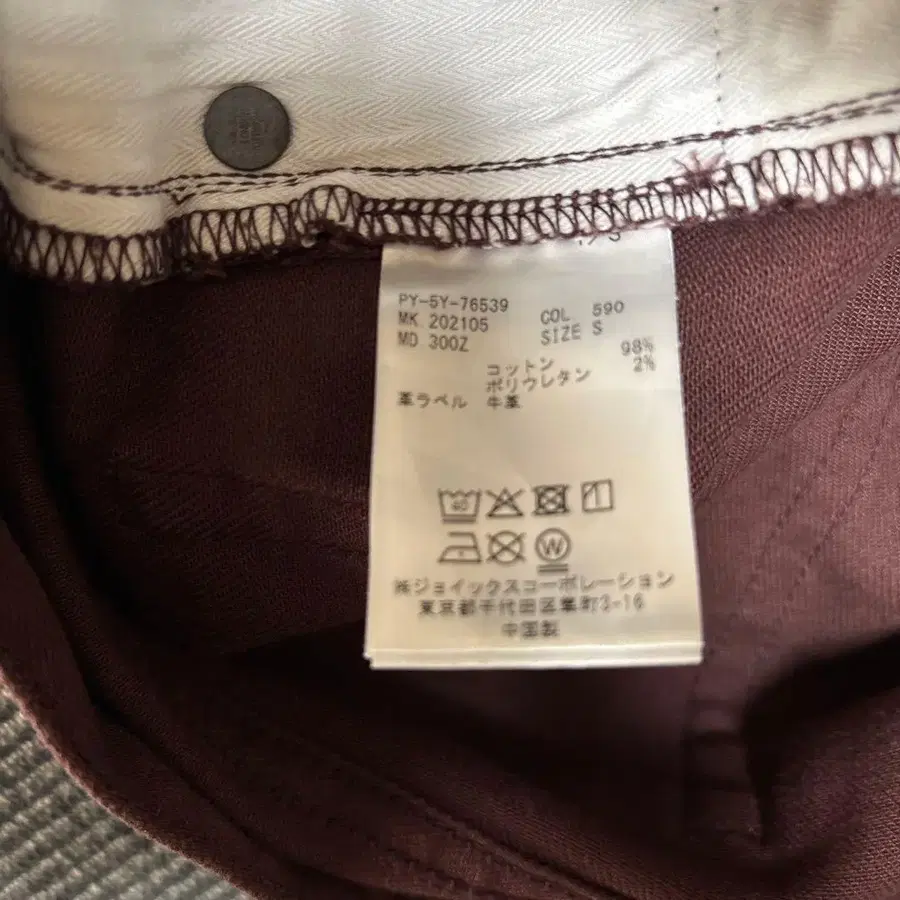 PY-5Y-76539
MK.202105 COL. 590
MD.300Z SIZE S
コットン 98%
ポリウレタン 2%
革ラベル 牛革
40
W
㈱ジョイックスコーポレーション
東京都千代田区隼町3-16
中国製